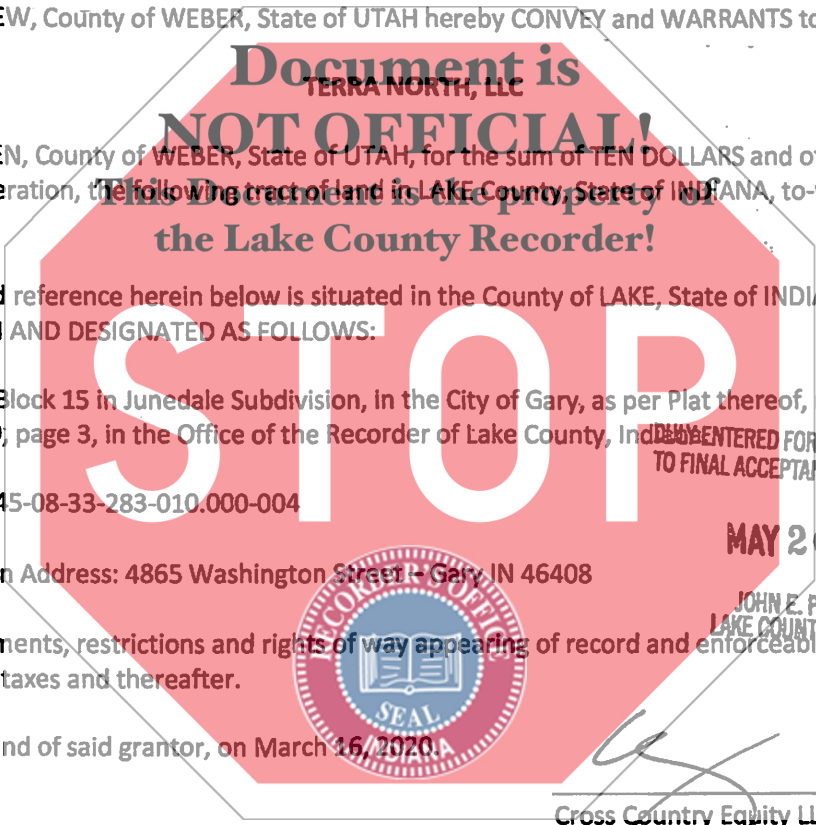 EW, County of WEBER, State of UTAH hereby CONVEY and WARRANTS to
Document is
TERRA NORTH, LLC
NOT OFFICIAL!
EN, County of WEBER, State of UTAH, for the sum of TEN DOLLARS and o
eration, the following tract of land in LAKE County, State of INDIANA, to-
This Document is the property of
the Lake County Recorder!
reference herein below is situated in the County of LAKE, State of INDI
AND DESIGNATED AS FOLLOWS:
STOP
Block 15 in Junedale Subdivision, in the City of Gary, as per Plat thereof,
page 3, in the Office of the Recorder of Lake County, Indiana.
DULY ENTERED FOR
TO FINAL ACCEPTAN
45-08-33-283-010.000-004
MAY 2
n Address: 4865 Washington Street – Gary IN 46408
JOHN E. P
LAKE COUNT
RECORDER'S OFFICE
SEAL
INDIANA
ments, restrictions and rights of way appearing of record and enforceabl
taxes and thereafter.
nd of said grantor, on March 16, 2020.
Cross Country Equity LL